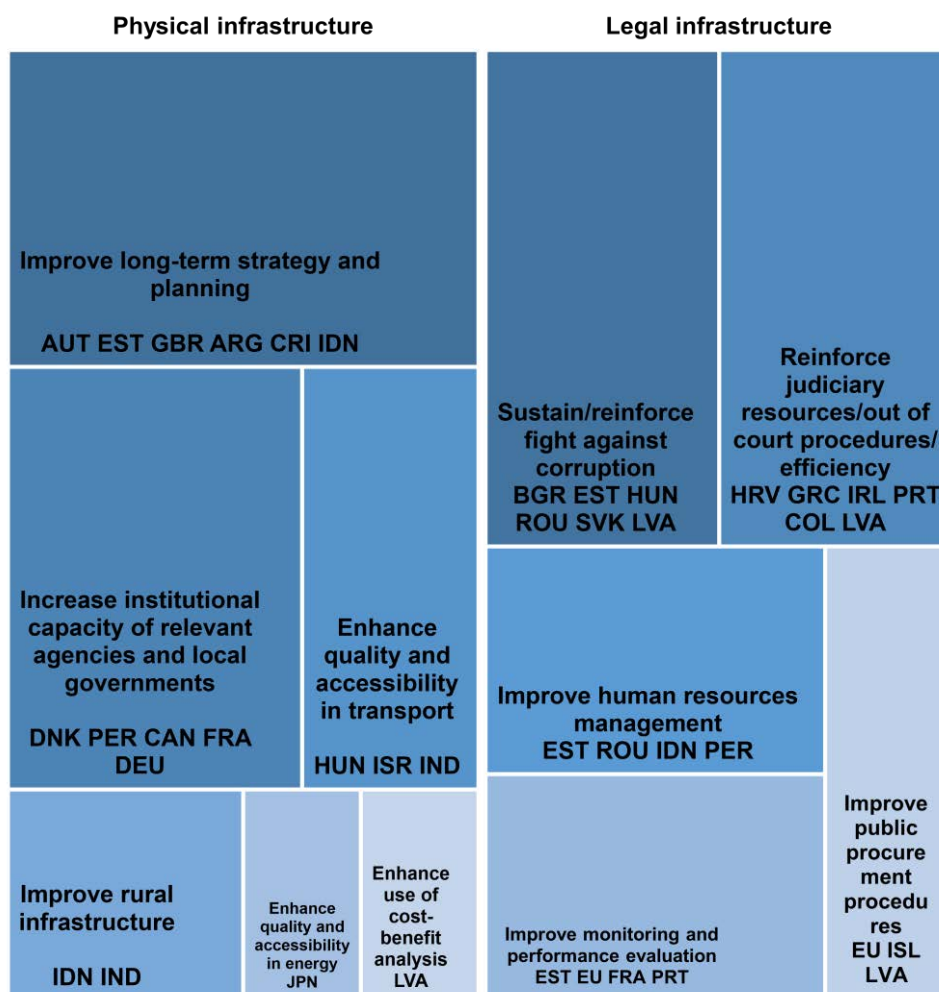 Physical infrastructure
Improve long-term strategy and
planning
AUT EST GBR ARG CRI IDN
Increase institutional
capacity of relevant
agencies and local
governments
DNK PER CAN FRA
DEU
Enhance
quality and
accessibility
in transport
HUN ISR IND
Improve rural
infrastructure
IDN IND
Enhance
quality and
accessibility
in energy
JPN
Enhance
use of
cost-
benefit
analysis
LVA
Legal infrastructure
Sustain/reinforce
fight against
corruption
BGR EST HUN
ROU SVK LVA
Reinforce
judiciary
resources/out of
court procedures/
efficiency
HRV GRC IRL PRT
COL LVA
Improve human resources
management
EST ROU IDN PER
Improve monitoring and
performance evaluation
EST EU FRA PRT
Improve
public
procure
ment
procedu
res
EU ISL
LVA